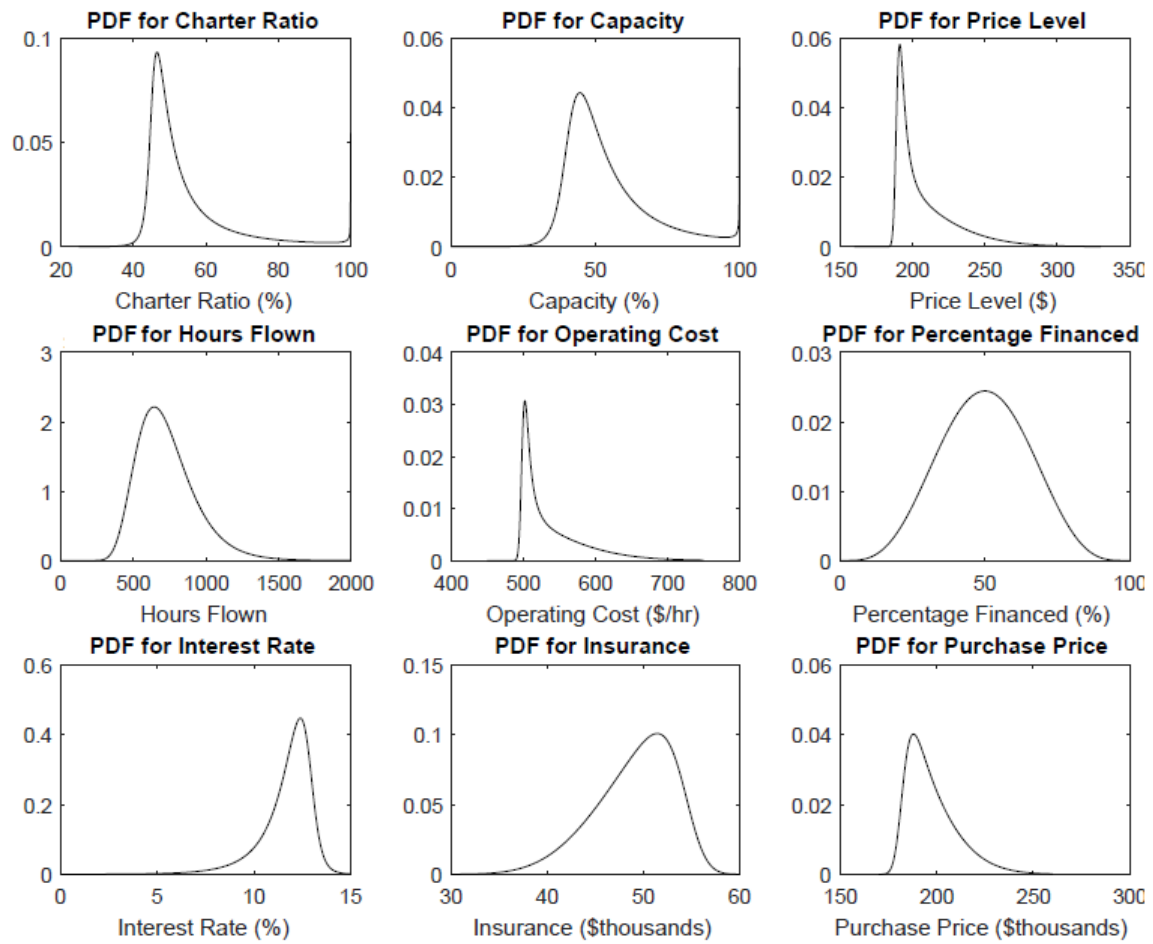 PDF for Charter Ratio
0.1
0.05
0
20 40 60 80 100
Charter Ratio (%)
PDF for Capacity
0.06
0.04
0.02
0
0 50 100
Capacity (%)
PDF for Price Level
0.06
0.04
0.02
0
150 200 250 300 350
Price Level ($)
PDF for Hours Flown
3
2
1
0
0 500 1000 1500 2000
Hours Flown
PDF for Operating Cost
0.04
0.03
0.02
0.01
0
400 500 600 700 800
Operating Cost ($/hr)
PDF for Percentage Financed
0.03
0.02
0.01
0
0 50 100
Percentage Financed (%)
PDF for Interest Rate
0.6
0.4
0.2
0
0 5 10 15
Interest Rate (%)
PDF for Insurance
0.15
0.1
0.05
0
30 40 50 60
Insurance ($thousands)
PDF for Purchase Price
0.06
0.04
0.02
0
150 200 250 300
Purchase Price ($thousands)